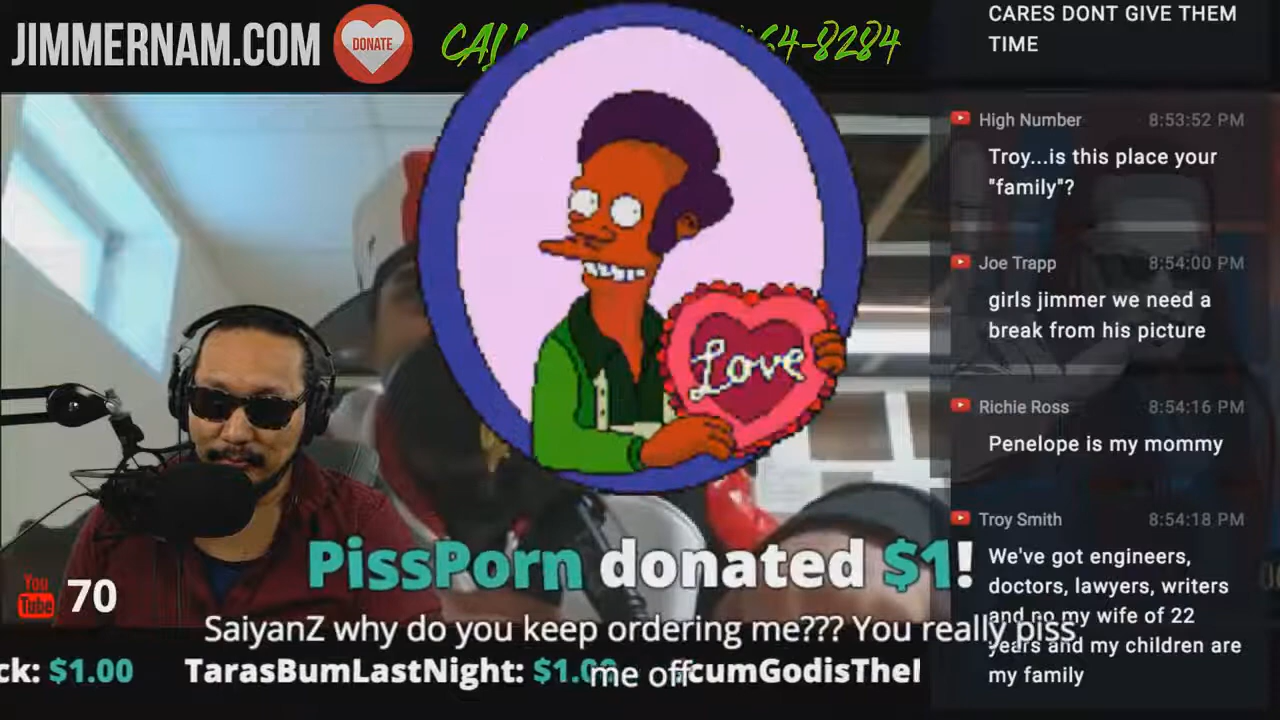 JIMMERNAM.COM
DONATE
64-8284
CARES DONT GIVE THEM
TIME
High Number 8:53:52 PM
Troy...is this place your
"family"?
Joe Trapp 8:54:00 PM
girls jimmer we need a
break from his picture
Richie Ross 8:54:16 PM
Penelope is my mommy
Troy Smith 8:54:18 PM
We've got engineers,
doctors, lawyers, writers
and no my wife of 22
years and my children are
my family
Love
PissPorn donated $1!
SaiyanZ why do you keep ordering me??? You really piss
me off
You
Tube 70
ck: $1.00 TarasBumLastNight: $1.00 cumGodisTheI